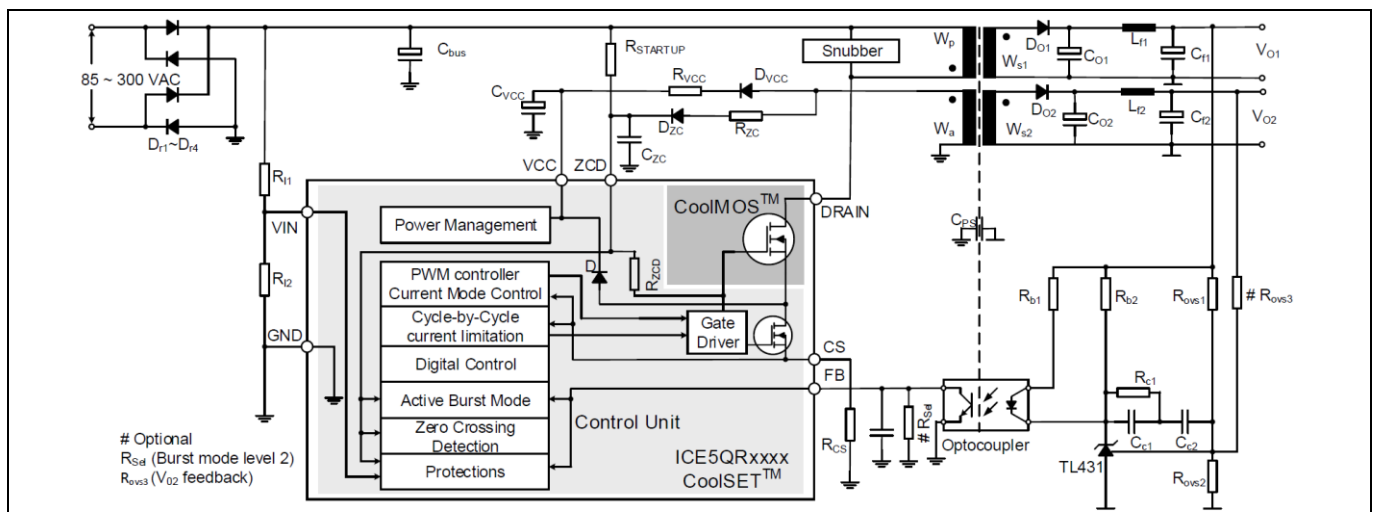 85 ~ 300 VAC
Dr1~Dr4
Cbus
RSTARTUP
Snubber
Wp
Ws1
DO1
CO1
Lf1
Cf1
VO1
CVCC
RVCC
DVCC
DZC
RZC
CZC
Wa
Ws2
DO2
CO2
Lf2
Cf2
VO2
VCC
ZCD
RI1
VIN
RI2
GND
Power Management
CoolMOS™
DRAIN
CPS
D
RZCD
PWM controller
Current Mode Control
Cycle-by-Cycle
current limitation
Gate
Driver
Digital Control
Active Burst Mode
Zero Crossing
Detection
Protections
Control Unit
ICE5QRxxxx
CoolSET™
CS
FB
RCS
# RSel
Optocoupler
Rb1
Rb2
Rovs1
# Rovs3
Rc1
Cc1
Cc2
TL431
Rovs2
# Optional
RSel (Burst mode level 2)
Rovs3 (V02 feedback)